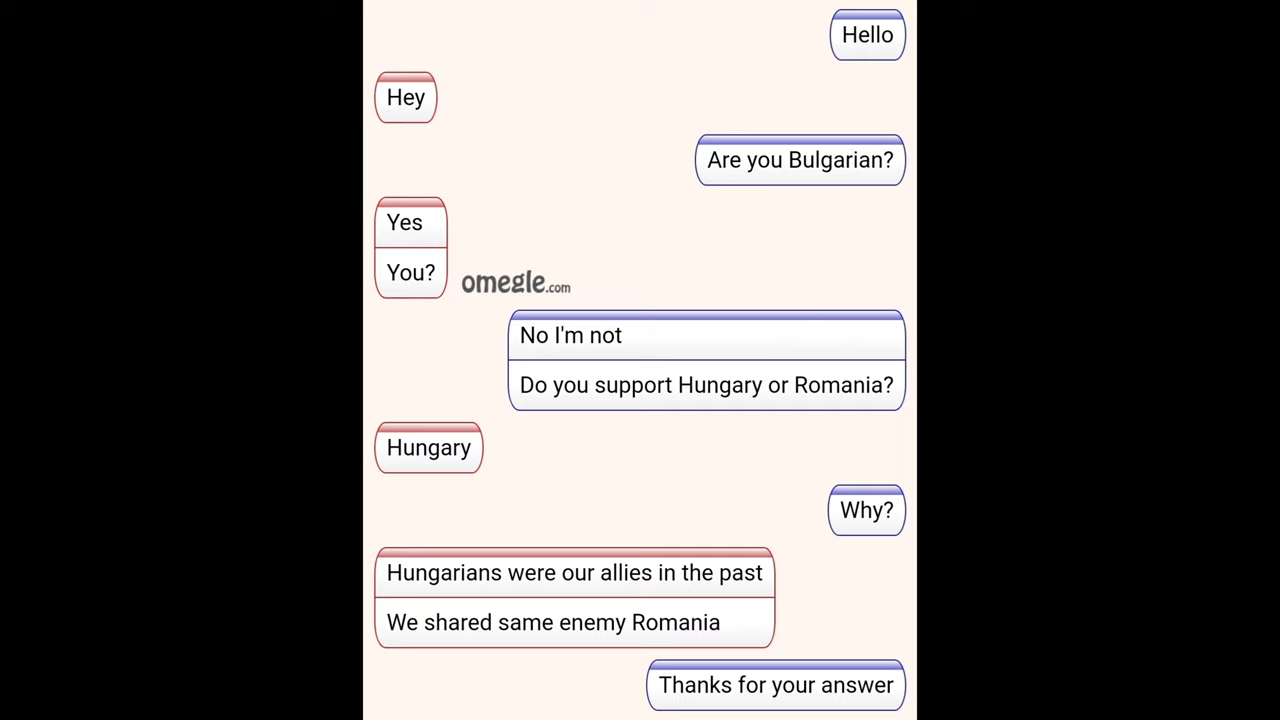 Hello
Hey
Are you Bulgarian?
Yes
You?
omegle.com
No I'm not
Do you support Hungary or Romania?
Hungary
Why?
Hungarians were our allies in the past
We shared same enemy Romania
Thanks for your answer